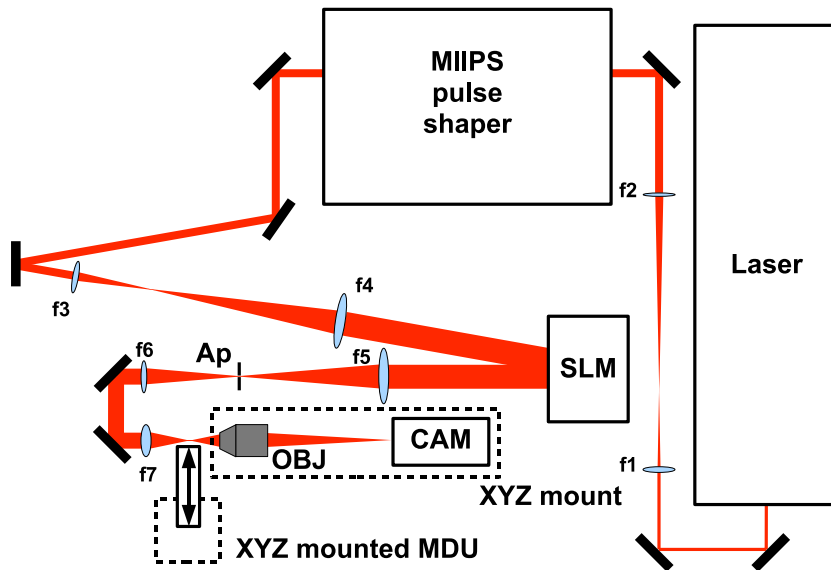 MIIPS
pulse
shaper
f2
Laser
f3
f4
SLM
f6
Ap
f5
f7
OBJ
CAM
f1
XYZ mount
XYZ mounted MDU